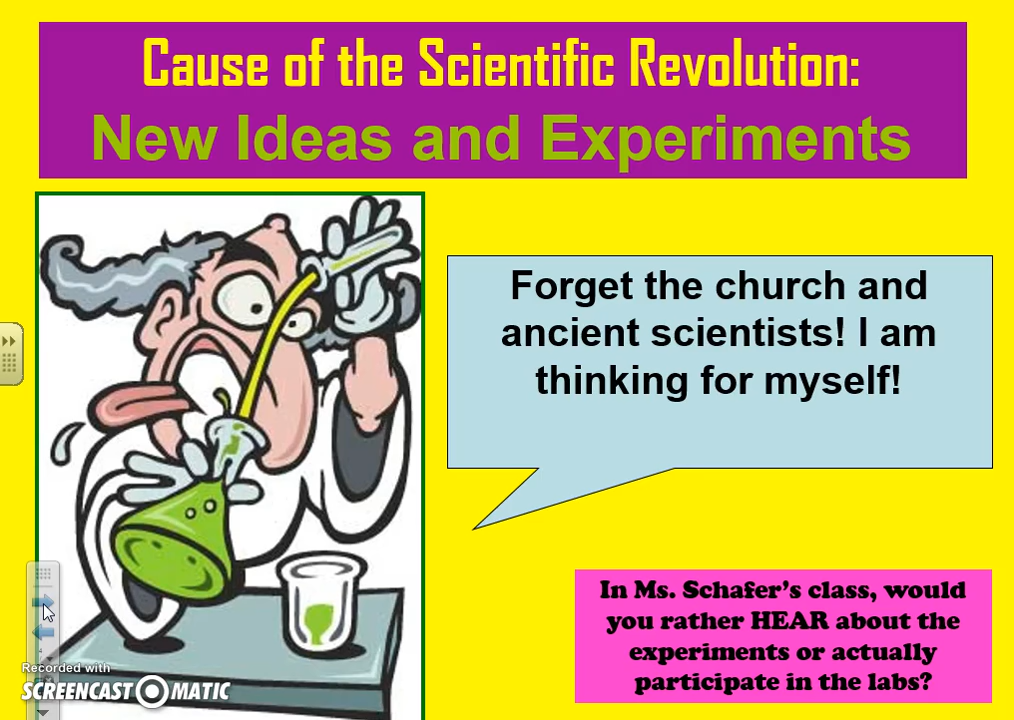 Cause of the Scientific Revolution:
New Ideas and Experiments
Forget the church and
ancient scientists! I am
thinking for myself!
In Ms. Schafer's class, would
you rather HEAR about the
experiments or actually
participate in the labs?
Recorded with
SCREENCAST O MATIC